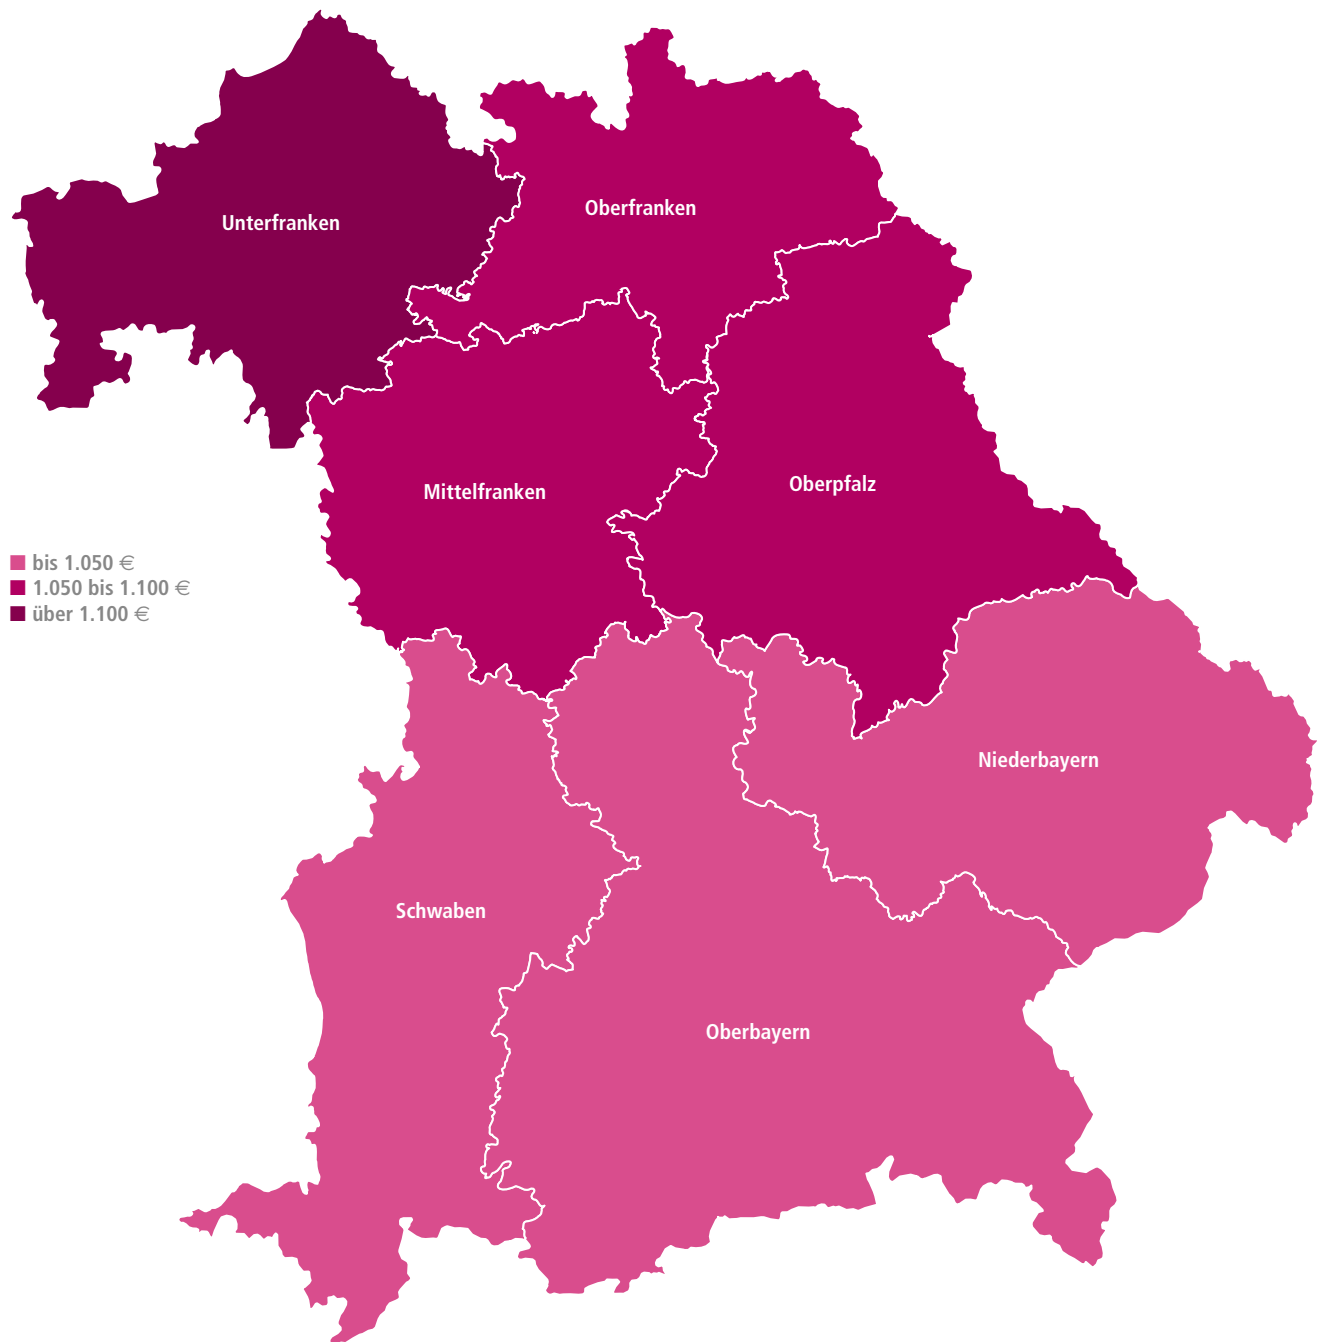 Oberfranken
Unterfranken
Oberpfalz
Mittelfranken
bis 1.050 €
1.050 bis 1.100 €
über 1.100 €
Niederbayern
Schwaben
Oberbayern